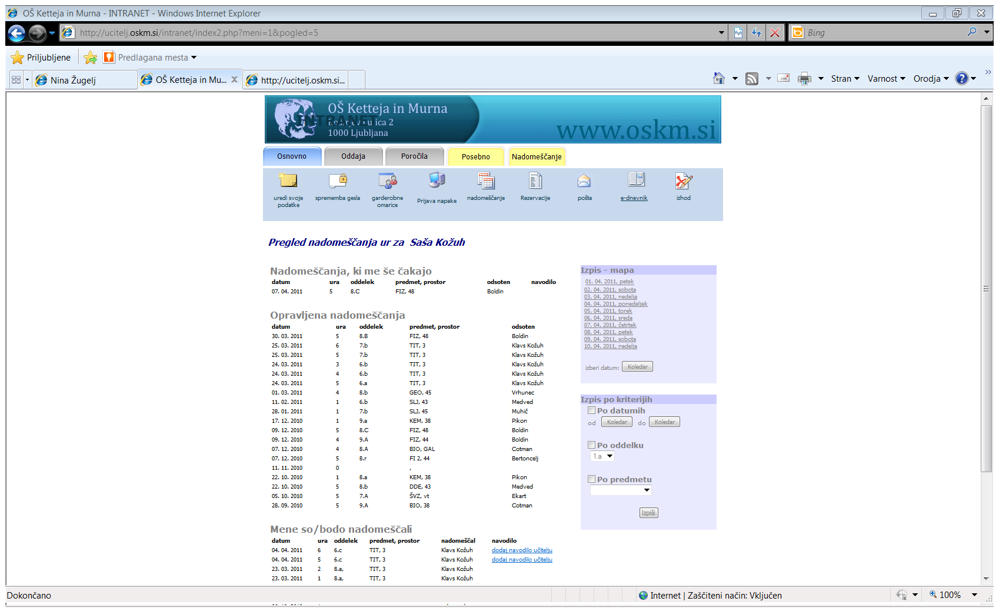 OŠ Ketteja in Murna - INTRANET - Windows Internet Explorer
http://ucitelj.oskm.si/intranet/index2.php?meni=1&pogled=5
Bing
Priljubljene
Predlagana mesta
Nina Žugelj
OŠ Ketteja in Mu...
http://ucitelj.oskm.si...
Stran
Varnost
Orodja
OŠ Ketteja in Murna
INTRANET
1000 Ljubljana
www.oskm.si
Osnovno
Oddaja
Poročila
Posebno
Nadomeščanje
uredi svoje podatke
sprememba gesla
garderobne omarice
Prijava napake
nadomeščanje
Rezervacije
pošta
e-dnevnik
izhod
Pregled nadomeščanja ur za Saša Kožuh
Nadomeščanja, ki me še čakajo
datum ura oddelek predmet, prostor odsoten navodilo
07. 04. 2011 5 8.C FIZ, 48 Boldin
Opravljena nadomeščanja
datum ura oddelek predmet, prostor odsoten
30. 03. 2011 5 8.B FIZ, 48 Boldin
25. 03. 2011 6 7.b TIT, 3 Klavs Kožuh
25. 03. 2011 5 7.b TIT, 3 Klavs Kožuh
24. 03. 2011 3 6.b TIT, 3 Klavs Kožuh
24. 03. 2011 4 6.b TIT, 3 Klavs Kožuh
24. 03. 2011 5 6.a TIT, 3 Klavs Kožuh
01. 03. 2011 4 8.b GEO, 45 Vrhunec
11. 02. 2011 1 6.b SLJ, 43 Medved
28. 01. 2011 1 7.b SLJ, 45 Muhič
17. 12. 2010 1 9.a KEM, 38 Pikon
09. 12. 2010 5 8.C FIZ, 48 Boldin
09. 12. 2010 4 9.A FIZ, 44 Boldin
07. 12. 2010 4 8.A BIO, GAL Cotman
07. 12. 2010 5 8.r FI 2, 44 Bertoncelj
11. 11. 2010 0 ,
22. 10. 2010 1 8.a KEM, 38 Pikon
22. 10. 2010 5 8.b DDE, 43 Medved
05. 10. 2010 5 7.A ŠVZ, vt Ekart
28. 09. 2010 5 9.A BIO, 38 Cotman
Mene so/bodo nadomeščali
datum ura oddelek predmet, prostor nadomeščal navodilo
04. 04. 2011 6 6.c TIT, 3 Klavs Kožuh dodaj navodilo učitelju
04. 04. 2011 5 6.c TIT, 3 Klavs Kožuh dodaj navodilo učitelju
23. 03. 2011 2 8.a, TIT, 3 Klavs Kožuh
23. 03. 2011 1 8.a, TIT, 3 Klavs Kožuh
Izpis - mapa
01. 04. 2011, petek
02. 04. 2011, sobota
03. 04. 2011, nedelja
04. 04. 2011, ponedeljek
05. 04. 2011, torek
06. 04. 2011, sreda
07. 04. 2011, četrtek
08. 04. 2011, petek
09. 04. 2011, sobota
10. 04. 2011, nedelja
izberi datum: Koledar
Izpis po kriterijih
Po datumih
od Koledar do Koledar
Po oddelku
1.a
Po predmetu
Izpiši
Dokončano
Internet | Zaščiteni način: Vključen
100%